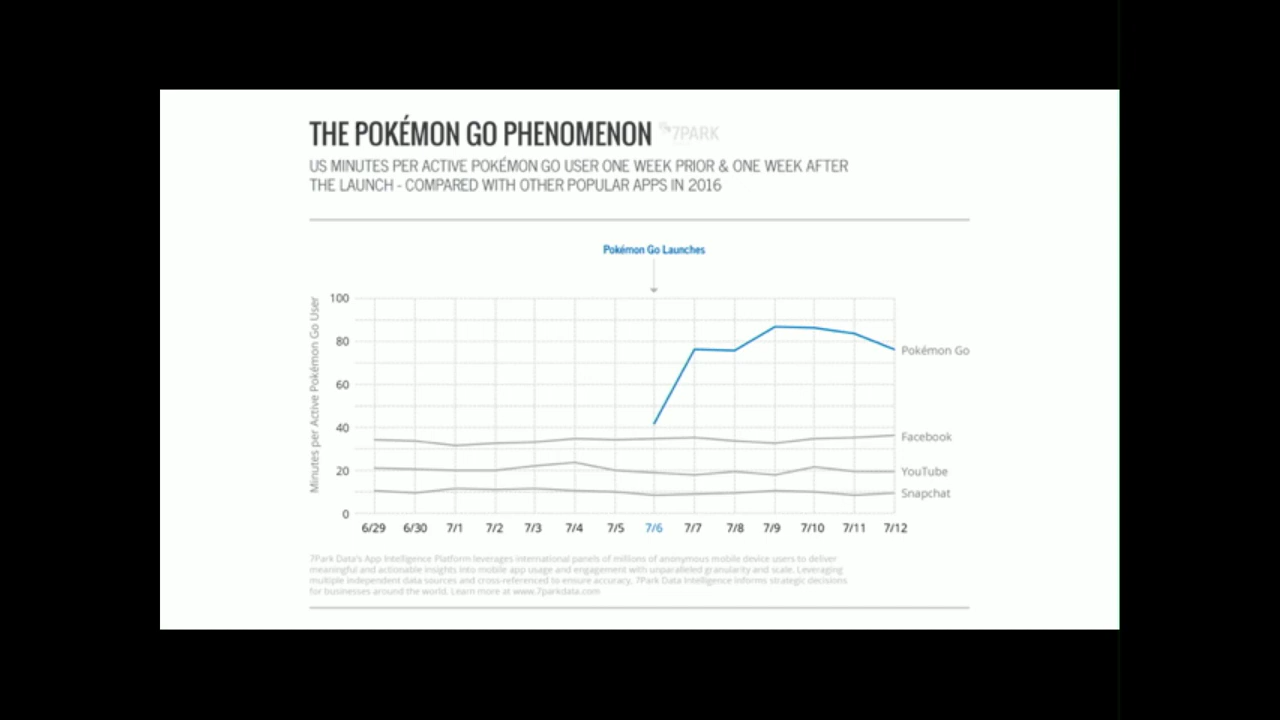 THE POKÉMON GO PHENOMENON 7PARK
US MINUTES PER ACTIVE POKÉMON GO USER ONE WEEK PRIOR & ONE WEEK AFTER
THE LAUNCH - COMPARED WITH OTHER POPULAR APPS IN 2016
Pokémon Go Launches
Minutes per Active Pokémon Go User
100
80
60
40
20
0
Pokémon Go
Facebook
YouTube
Snapchat
6/29 6/30 7/1 7/2 7/3 7/4 7/5 7/6 7/7 7/8 7/9 7/10 7/11 7/12
7Park Data's App Intelligence Platform leverages international panels of millions of anonymous mobile device users to deliver
meaningful and actionable insights into mobile app usage and engagement with unparalleled granularity and scale. Leveraging
multiple independent data sources and cross-referenced to ensure accuracy, 7Park Data Intelligence informs strategic decisions
for businesses around the world. Learn more at www.7parkdata.com